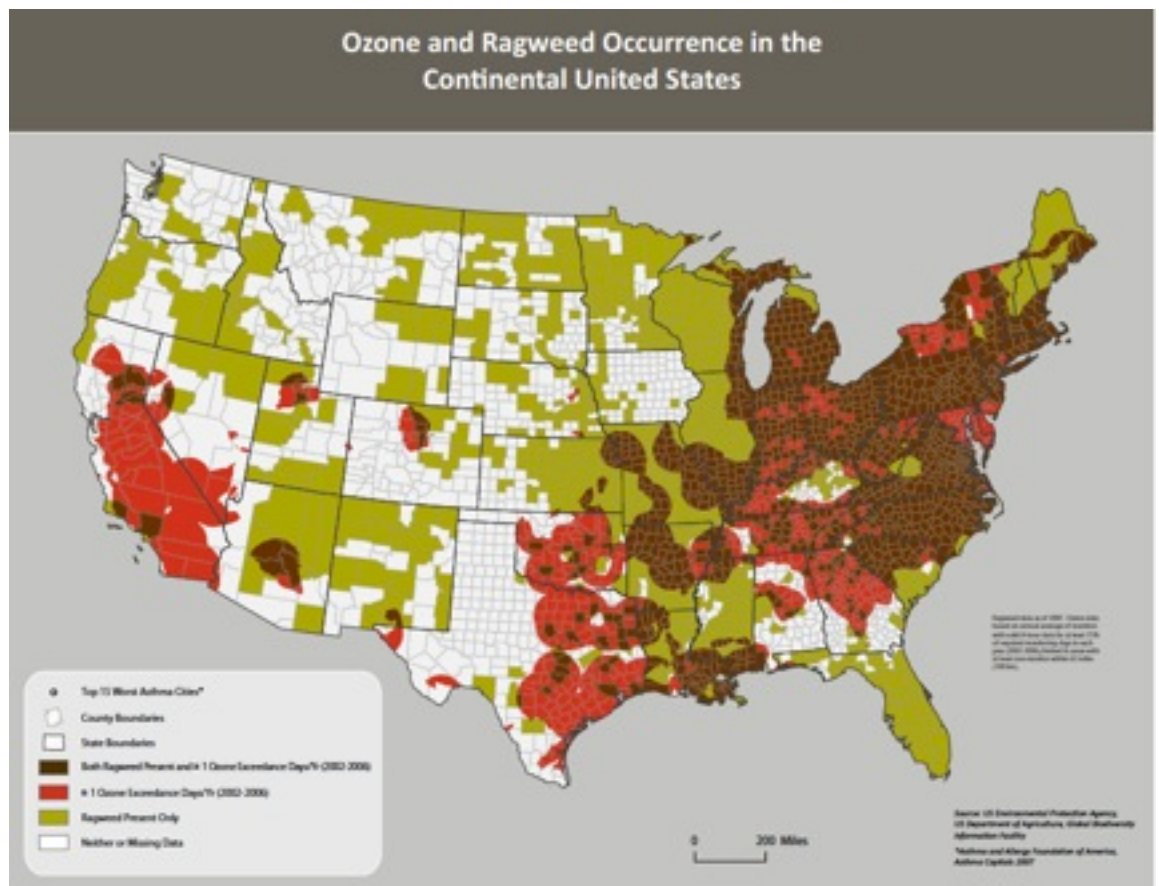 Ozone and Ragweed Occurrence in the
Continental United States
Top 15 Worst Asthma Cities*
County Boundaries
State Boundaries
Both Ragweed Present and 1 Ozone Exceedance Days/Yr (2002-2006)
1 Ozone Exceedance Days/Yr (2002-2006)
Ragweed Present Only
Neither or Missing Data
0 200 Miles
Source: US Environmental Protection Agency,
US Department of Agriculture, Global Biodiversity
Information Facility
*Asthma and Allergy Foundation of America,
Asthma Capitals 2007